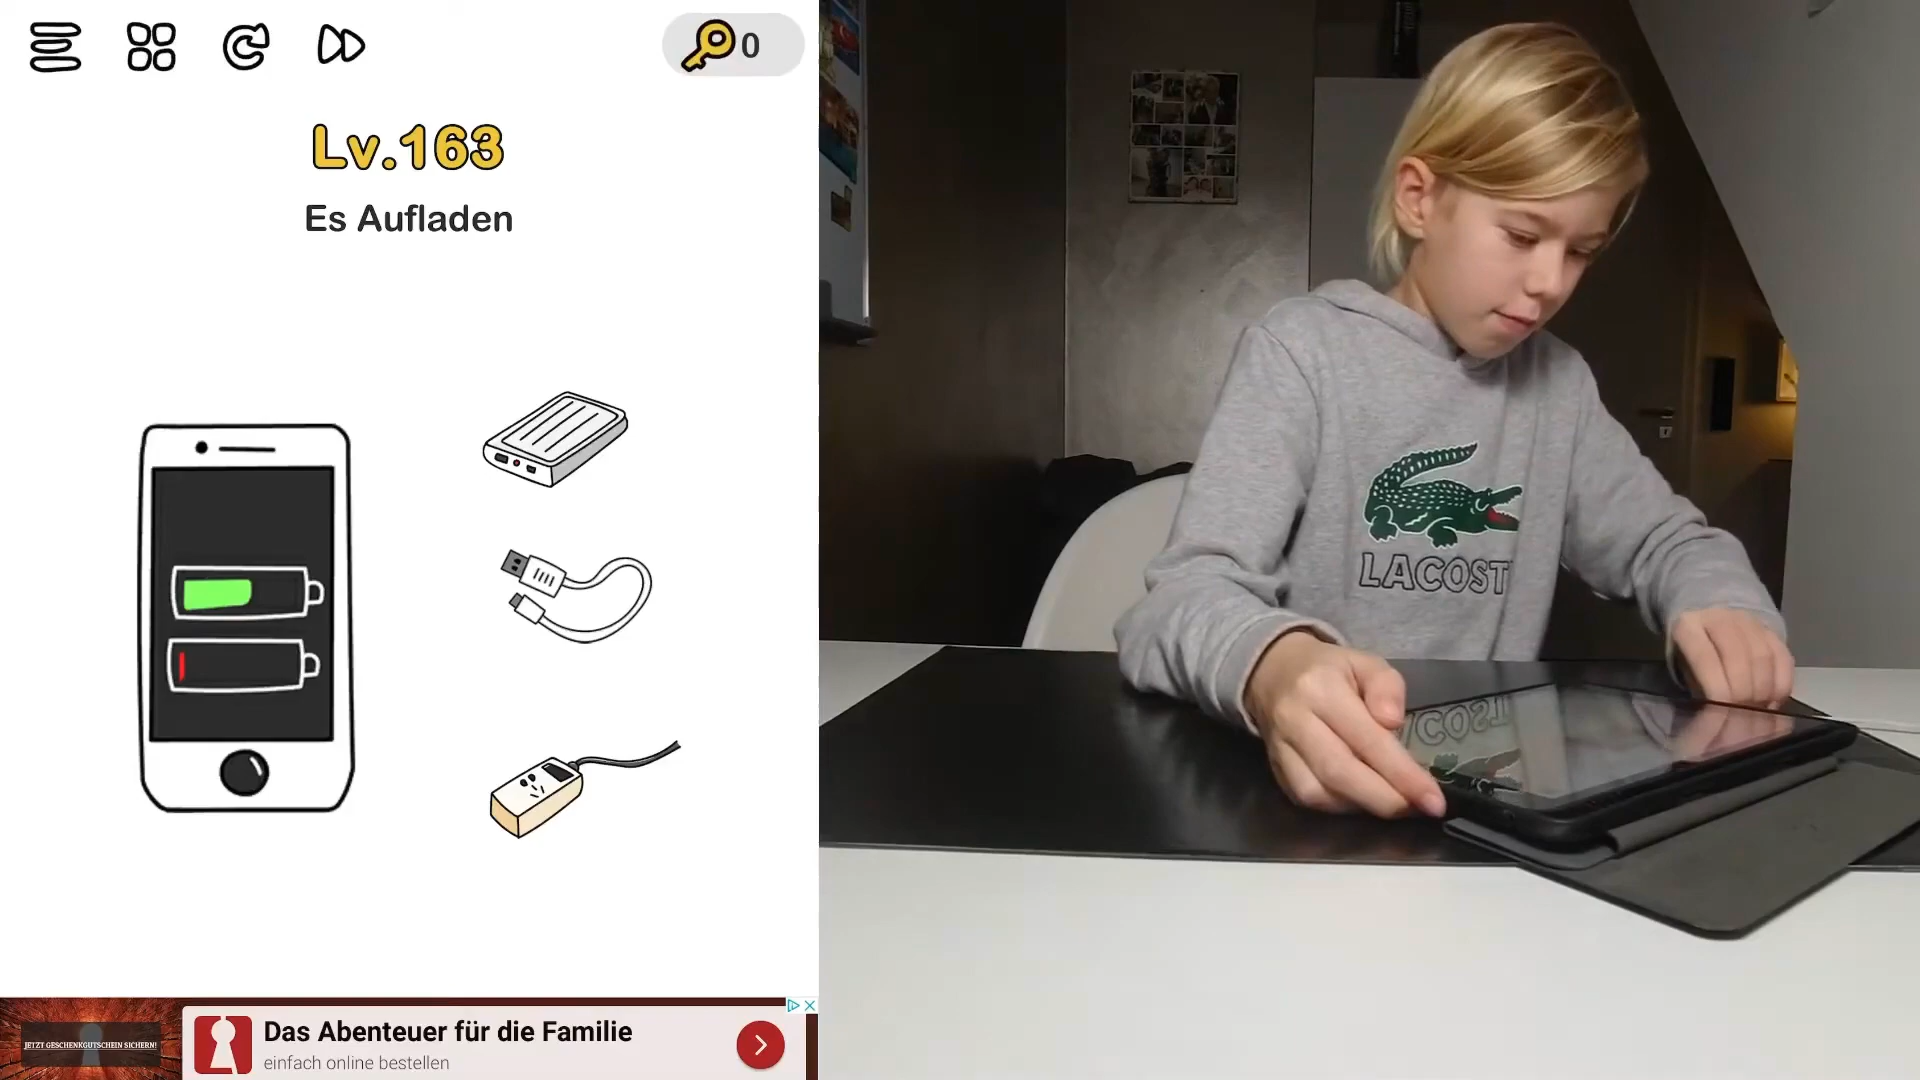 0
Lv.163
Es Aufladen
LACOST
JETZT GESCHENKGUTSCHEIN SICHERN!
Das Abenteuer für die Familie
einfach online bestellen